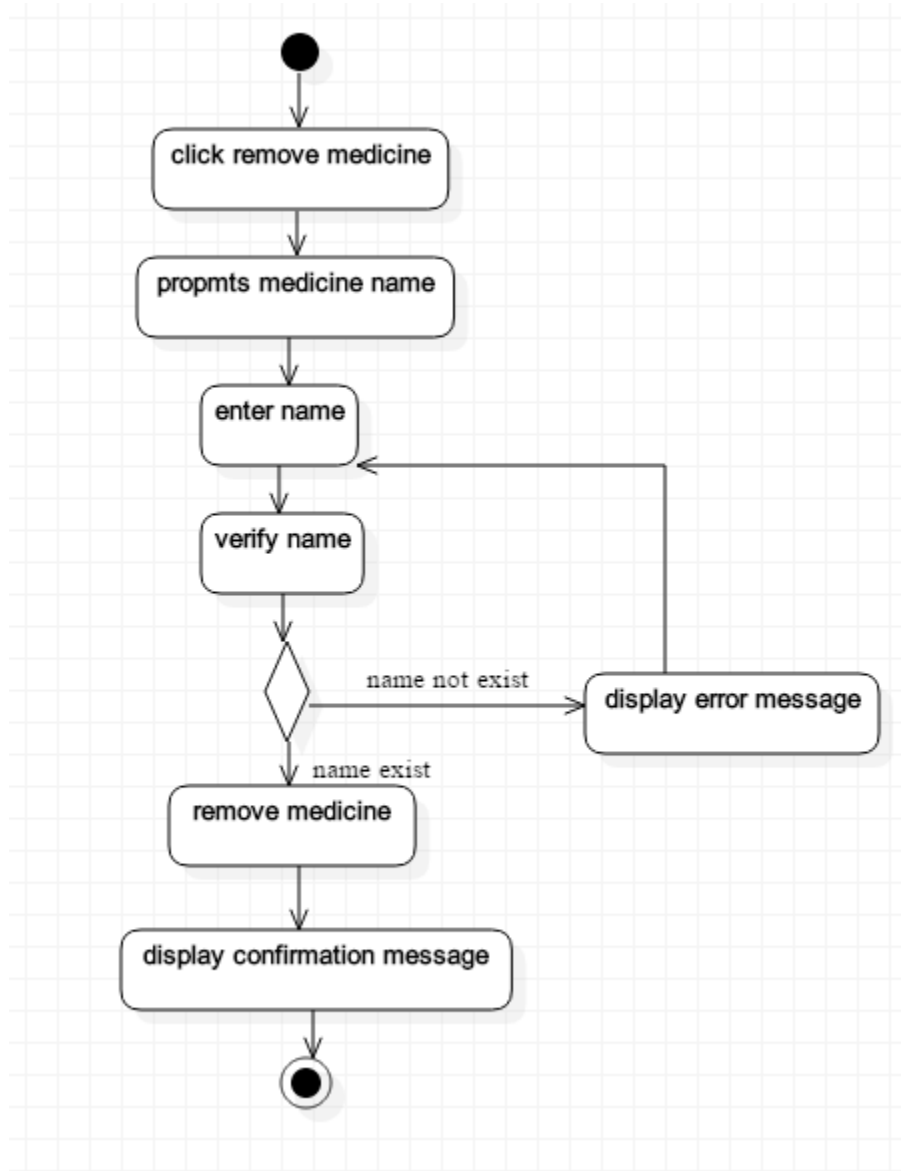 click remove medicine
propmts medicine name
enter name
verify name
name not exist
display error message
name exist
remove medicine
display confirmation message